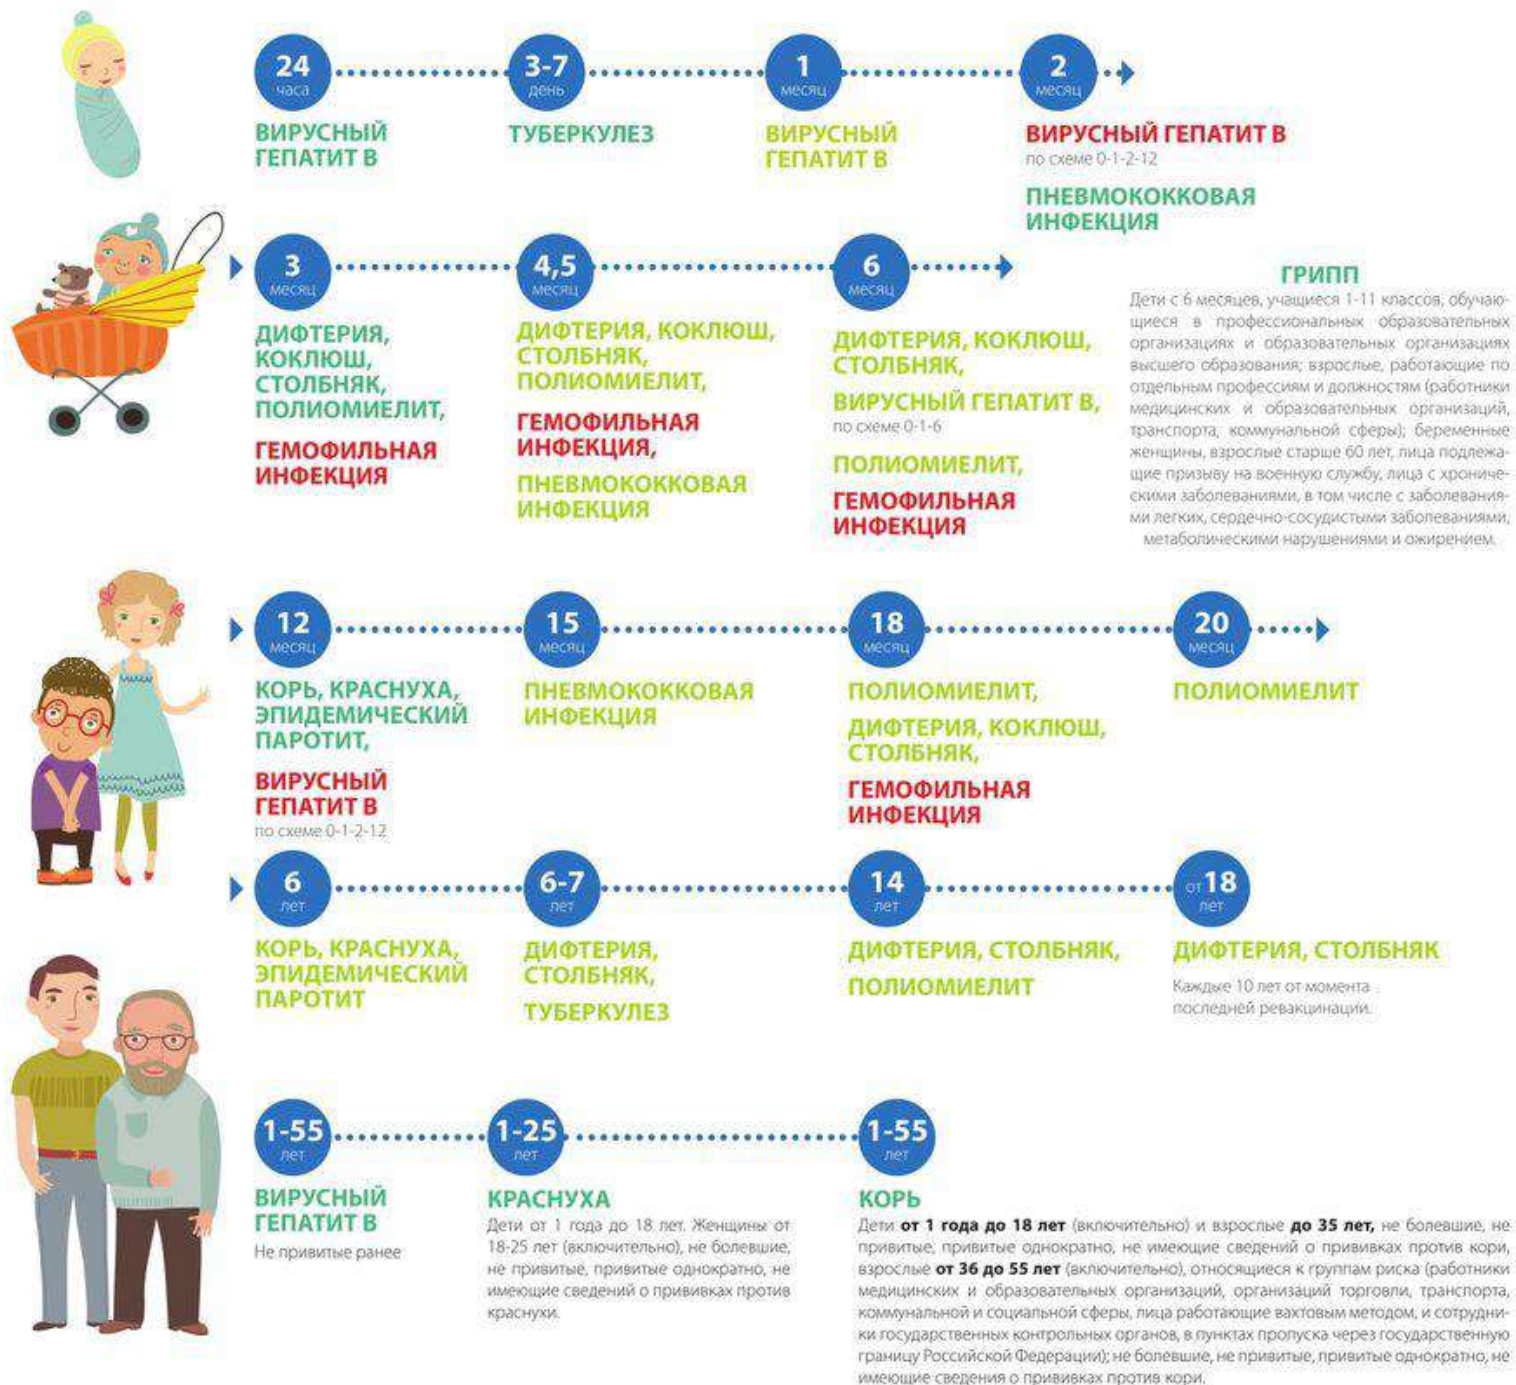 24
часа
ВИРУСНЫЙ
ГЕПАТИТ В
3-7
день
ТУБЕРКУЛЕЗ
1
месяц
ВИРУСНЫЙ
ГЕПАТИТ В
2
месяц
ВИРУСНЫЙ ГЕПАТИТ В
по схеме 0-1-2-12
ПНЕВМОКОККОВАЯ
ИНФЕКЦИЯ
3
месяц
ДИФТЕРИЯ,
КОКЛЮШ,
СТОЛБНЯК,
ПОЛИОМИЕЛИТ,
ГЕМОФИЛЬНАЯ
ИНФЕКЦИЯ
4,5
месяц
ДИФТЕРИЯ, КОКЛЮШ,
СТОЛБНЯК,
ПОЛИОМИЕЛИТ,
ГЕМОФИЛЬНАЯ
ИНФЕКЦИЯ,
ПНЕВМОКОККОВАЯ
ИНФЕКЦИЯ
6
месяц
ДИФТЕРИЯ, КОКЛЮШ,
СТОЛБНЯК,
ВИРУСНЫЙ ГЕПАТИТ В,
по схеме 0-1-6
ПОЛИОМИЕЛИТ,
ГЕМОФИЛЬНАЯ
ИНФЕКЦИЯ
ГРИПП
Дети с 6 месяцев, учащиеся 1-11 классов, обучаю-
щиеся в профессиональных образовательных
организациях и образовательных организациях
высшего образования; взрослые, работающие по
отдельным профессиям и должностям (работники
медицинских и образовательных организаций,
транспорта, коммунальной сферы); беременные
женщины, взрослые старше 60 лет, лица подлежа-
щие призыву на военную службу, лица с хрониче-
скими заболеваниями, в том числе с заболевания-
ми легких, сердечно-сосудистыми заболеваниями,
метаболическими нарушениями и ожирением.
12
месяц
КОРЬ, КРАСНУХА,
ЭПИДЕМИЧЕСКИЙ
ПАРОТИТ,
ВИРУСНЫЙ
ГЕПАТИТ В
по схеме 0-1-2-12
15
месяц
ПНЕВМОКОККОВАЯ
ИНФЕКЦИЯ
18
месяц
ПОЛИОМИЕЛИТ,
ДИФТЕРИЯ, КОКЛЮШ,
СТОЛБНЯК,
ГЕМОФИЛЬНАЯ
ИНФЕКЦИЯ
20
месяц
ПОЛИОМИЕЛИТ
6
лет
КОРЬ, КРАСНУХА,
ЭПИДЕМИЧЕСКИЙ
ПАРОТИТ
6-7
лет
ДИФТЕРИЯ,
СТОЛБНЯК,
ТУБЕРКУЛЕЗ
14
лет
ДИФТЕРИЯ, СТОЛБНЯК,
ПОЛИОМИЕЛИТ
от 18
лет
ДИФТЕРИЯ, СТОЛБНЯК
Каждые 10 лет от момента
последней ревакцинации.
1-55
лет
ВИРУСНЫЙ
ГЕПАТИТ В
Не привитые ранее
1-25
лет
КРАСНУХА
Дети от 1 года до 18 лет. Женщины от
18-25 лет (включительно), не болевшие,
не привитые, привитые однократно, не
имеющие сведений о прививках против
краснухи.
1-55
лет
КОРЬ
Дети от 1 года до 18 лет (включительно) и взрослые до 35 лет, не болевшие, не
привитые, привитые однократно, не имеющие сведений о прививках против кори,
взрослые от 36 до 55 лет (включительно), относящиеся к группам риска (работники
медицинских и образовательных организаций, организаций торговли, транспорта,
коммунальной и социальной сферы, лица работающие вахтовым методом, и сотрудни-
ки государственных контрольных органов, в пунктах пропуска через государственную
границу Российской Федерации); не болевшие, не привитые, привитые однократно, не
имеющие сведения о прививках против кори.